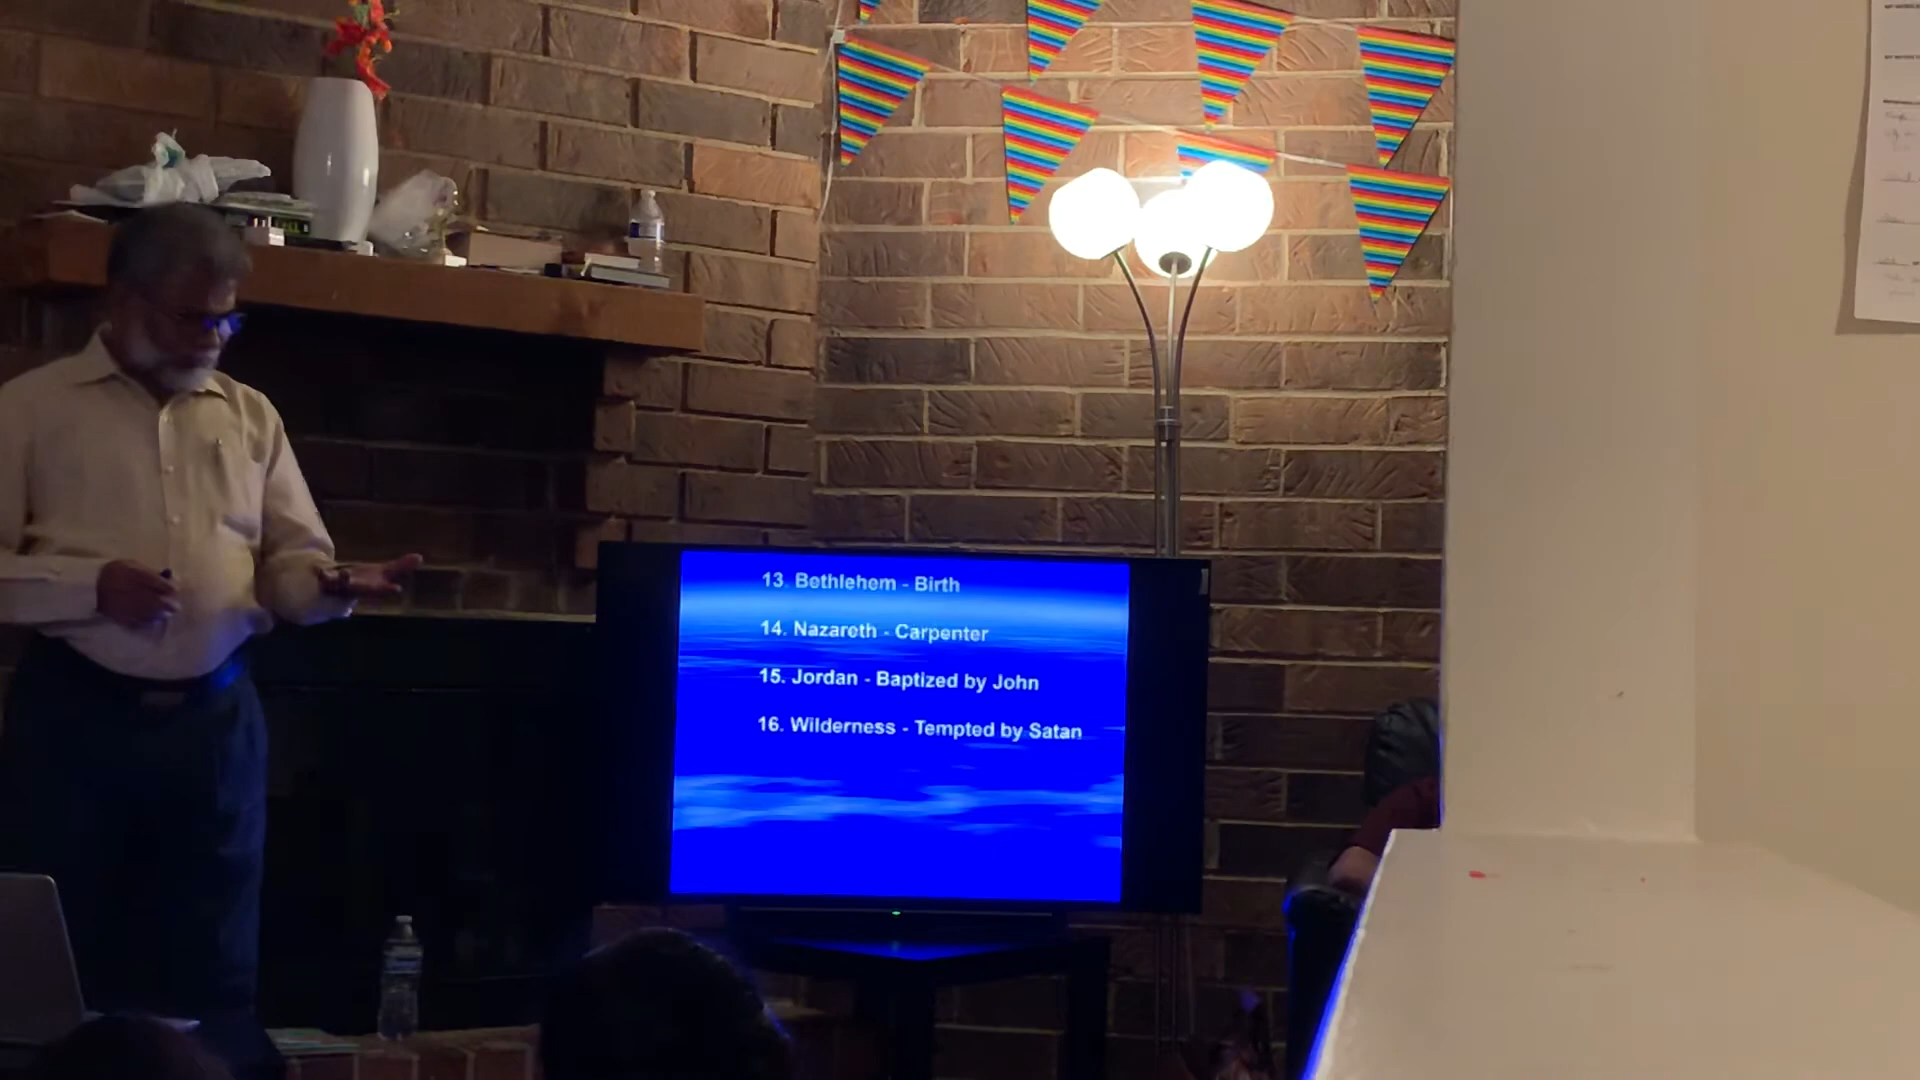 13. Bethlehem - Birth
14. Nazareth - Carpenter
15. Jordan - Baptized by John
16. Wilderness - Tempted by Satan